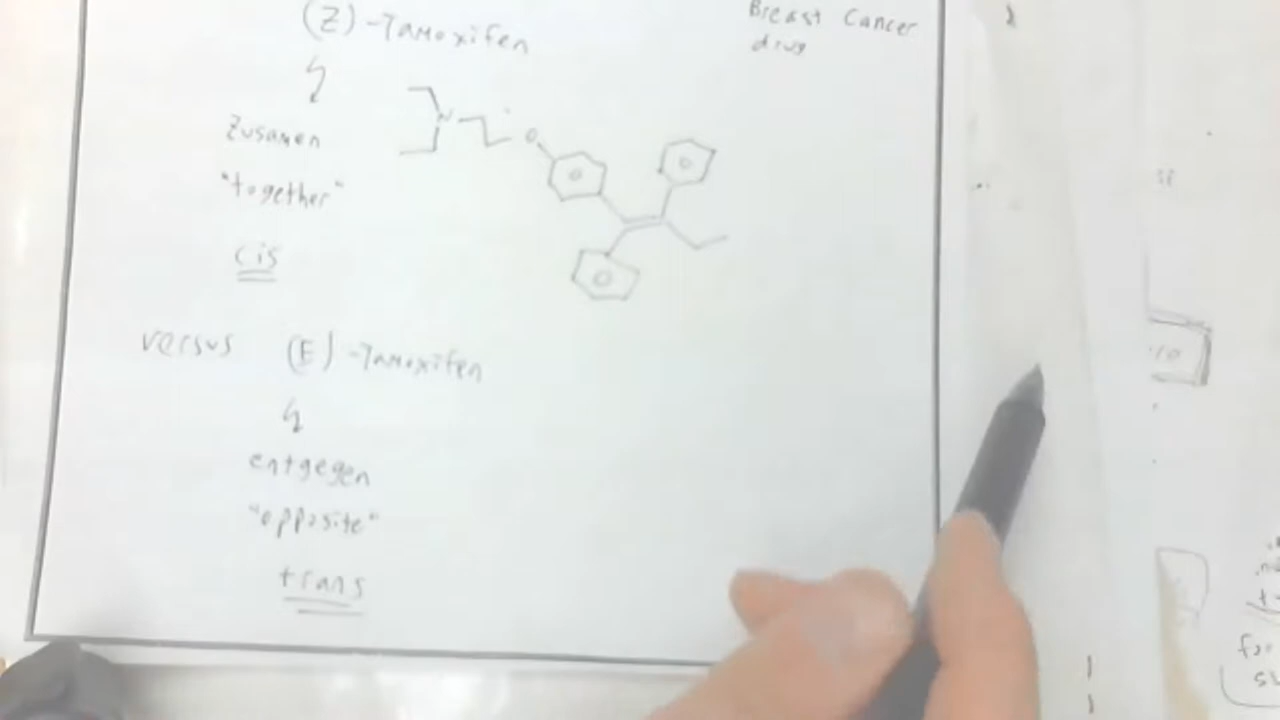 (Z)-Tamoxifen
Breast Cancer
drug
Zusamen
"together"
cis
N
O
versus (E)-Tamoxifen
entgegen
"opposite"
trans